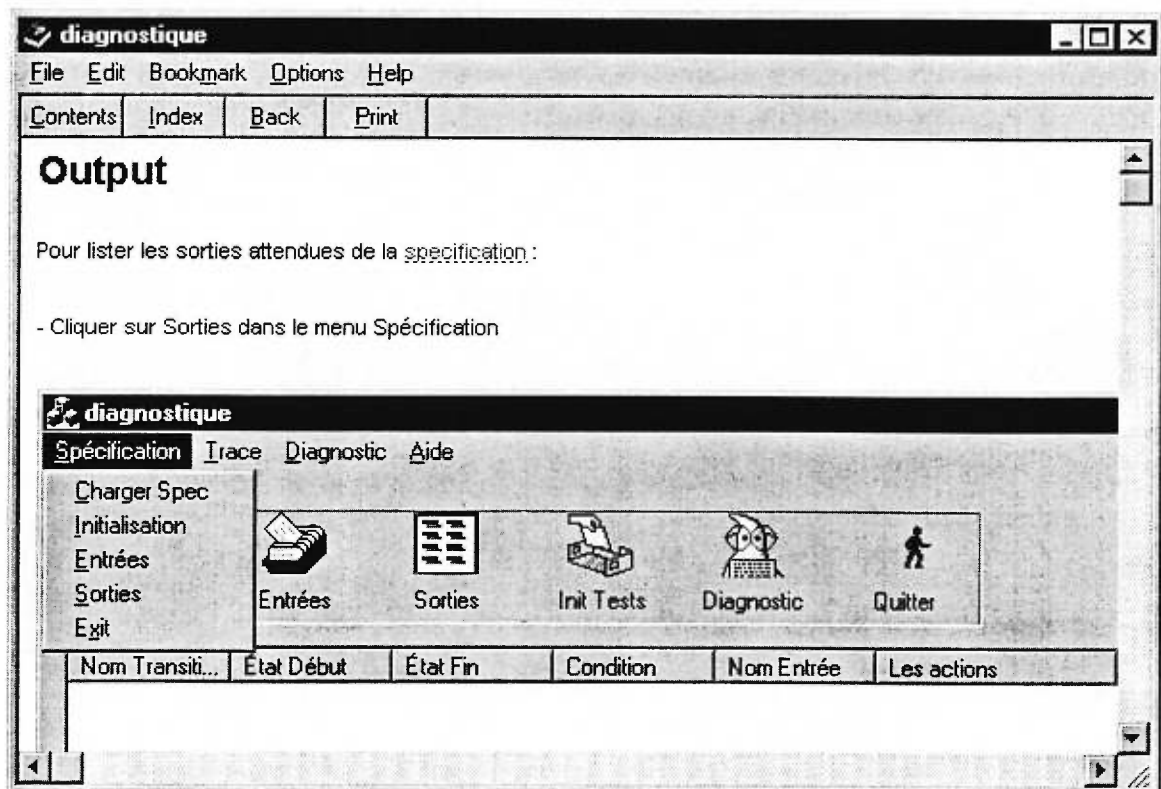 diagnostique
File Edit Bookmark Options Help
Contents Index Back Print
Output
Pour lister les sorties attendues de la specification :
- Cliquer sur Sorties dans le menu Spécification
diagnostique
Spécification Trace Diagnostic Aide
Charger Spec
Initialisation
Entrées
Sorties
Exit
Entrées Sorties Init Tests Diagnostic Quitter
Nom Transiti... État Début État Fin Condition Nom Entrée Les actions